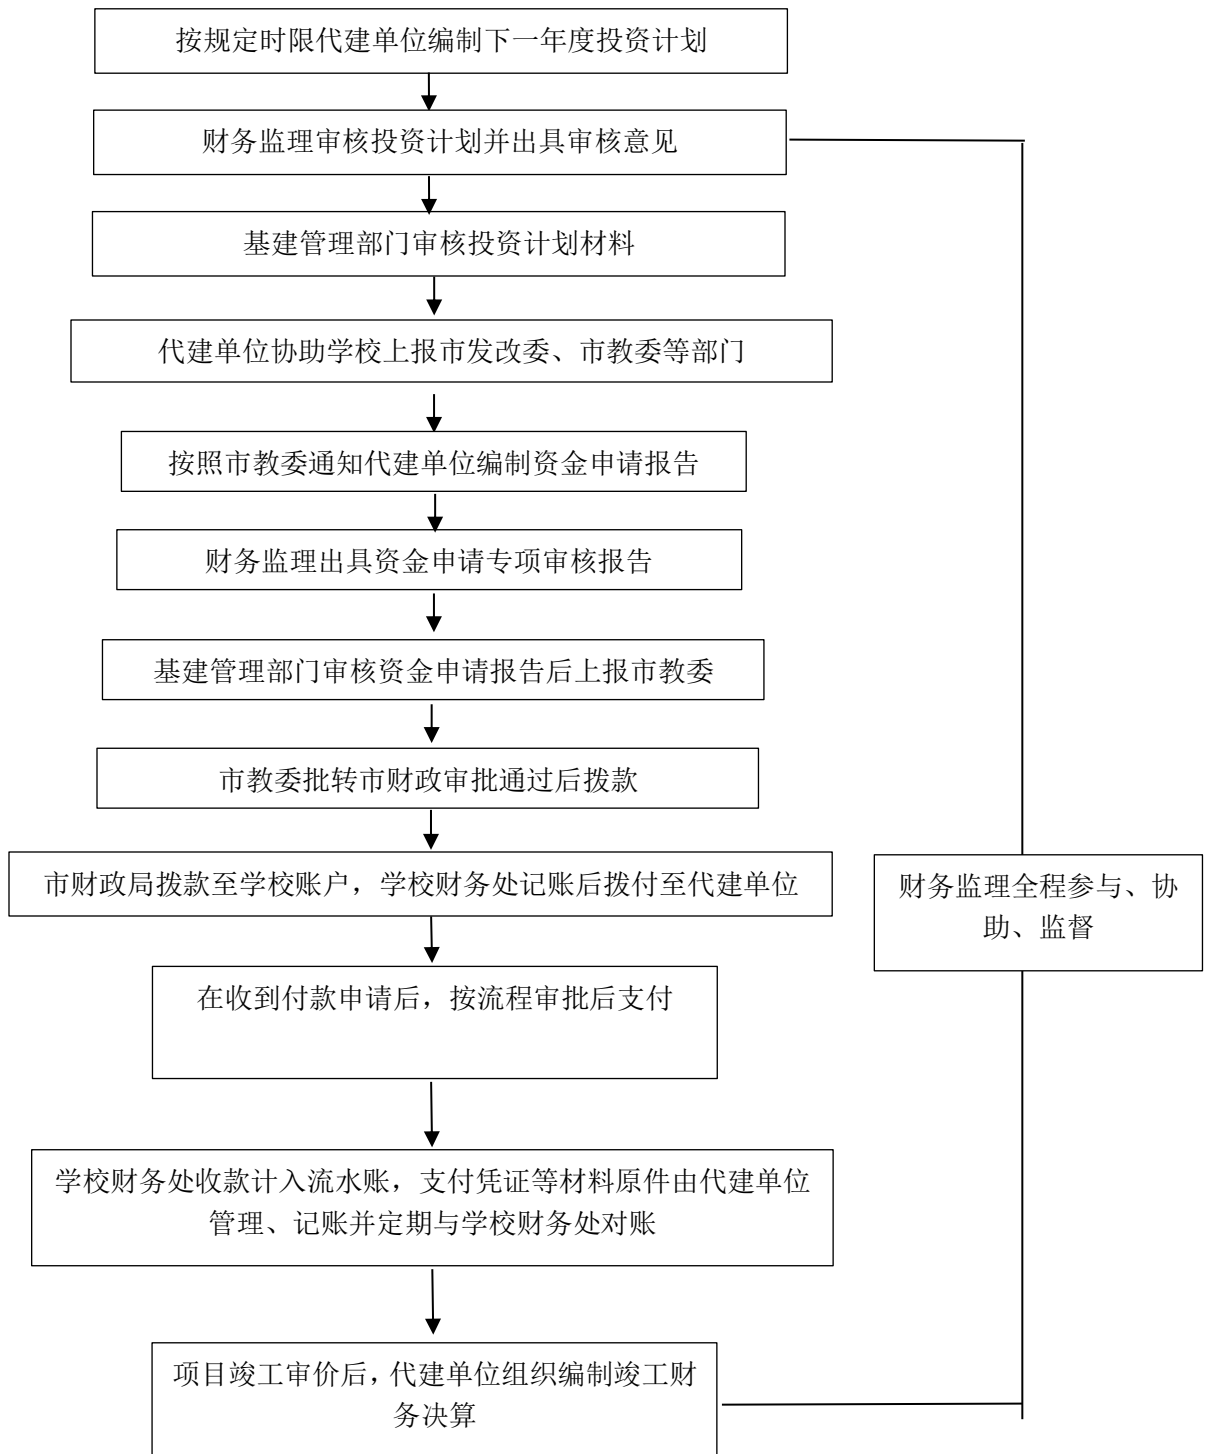 按规定时限代建单位编制下一年度投资计划
财务监理审核投资计划并出具审核意见
基建管理部门审核投资计划材料
代建单位协助学校上报市发改委、市教委等部门
按照市教委通知代建单位编制资金申请报告
财务监理出具资金申请专项审核报告
基建管理部门审核资金申请报告后上报市教委
市教委批转市财政审批通过后拨款
市财政局拨款至学校账户，学校财务处记账后拨付至代建单位
财务监理全程参与、协
助、监督
在收到付款申请后，按流程审批后支付
学校财务处收款计入流水账，支付凭证等材料原件由代建单位
管理、记账并定期与学校财务处对账
项目竣工审价后，代建单位组织编制竣工财
务决算